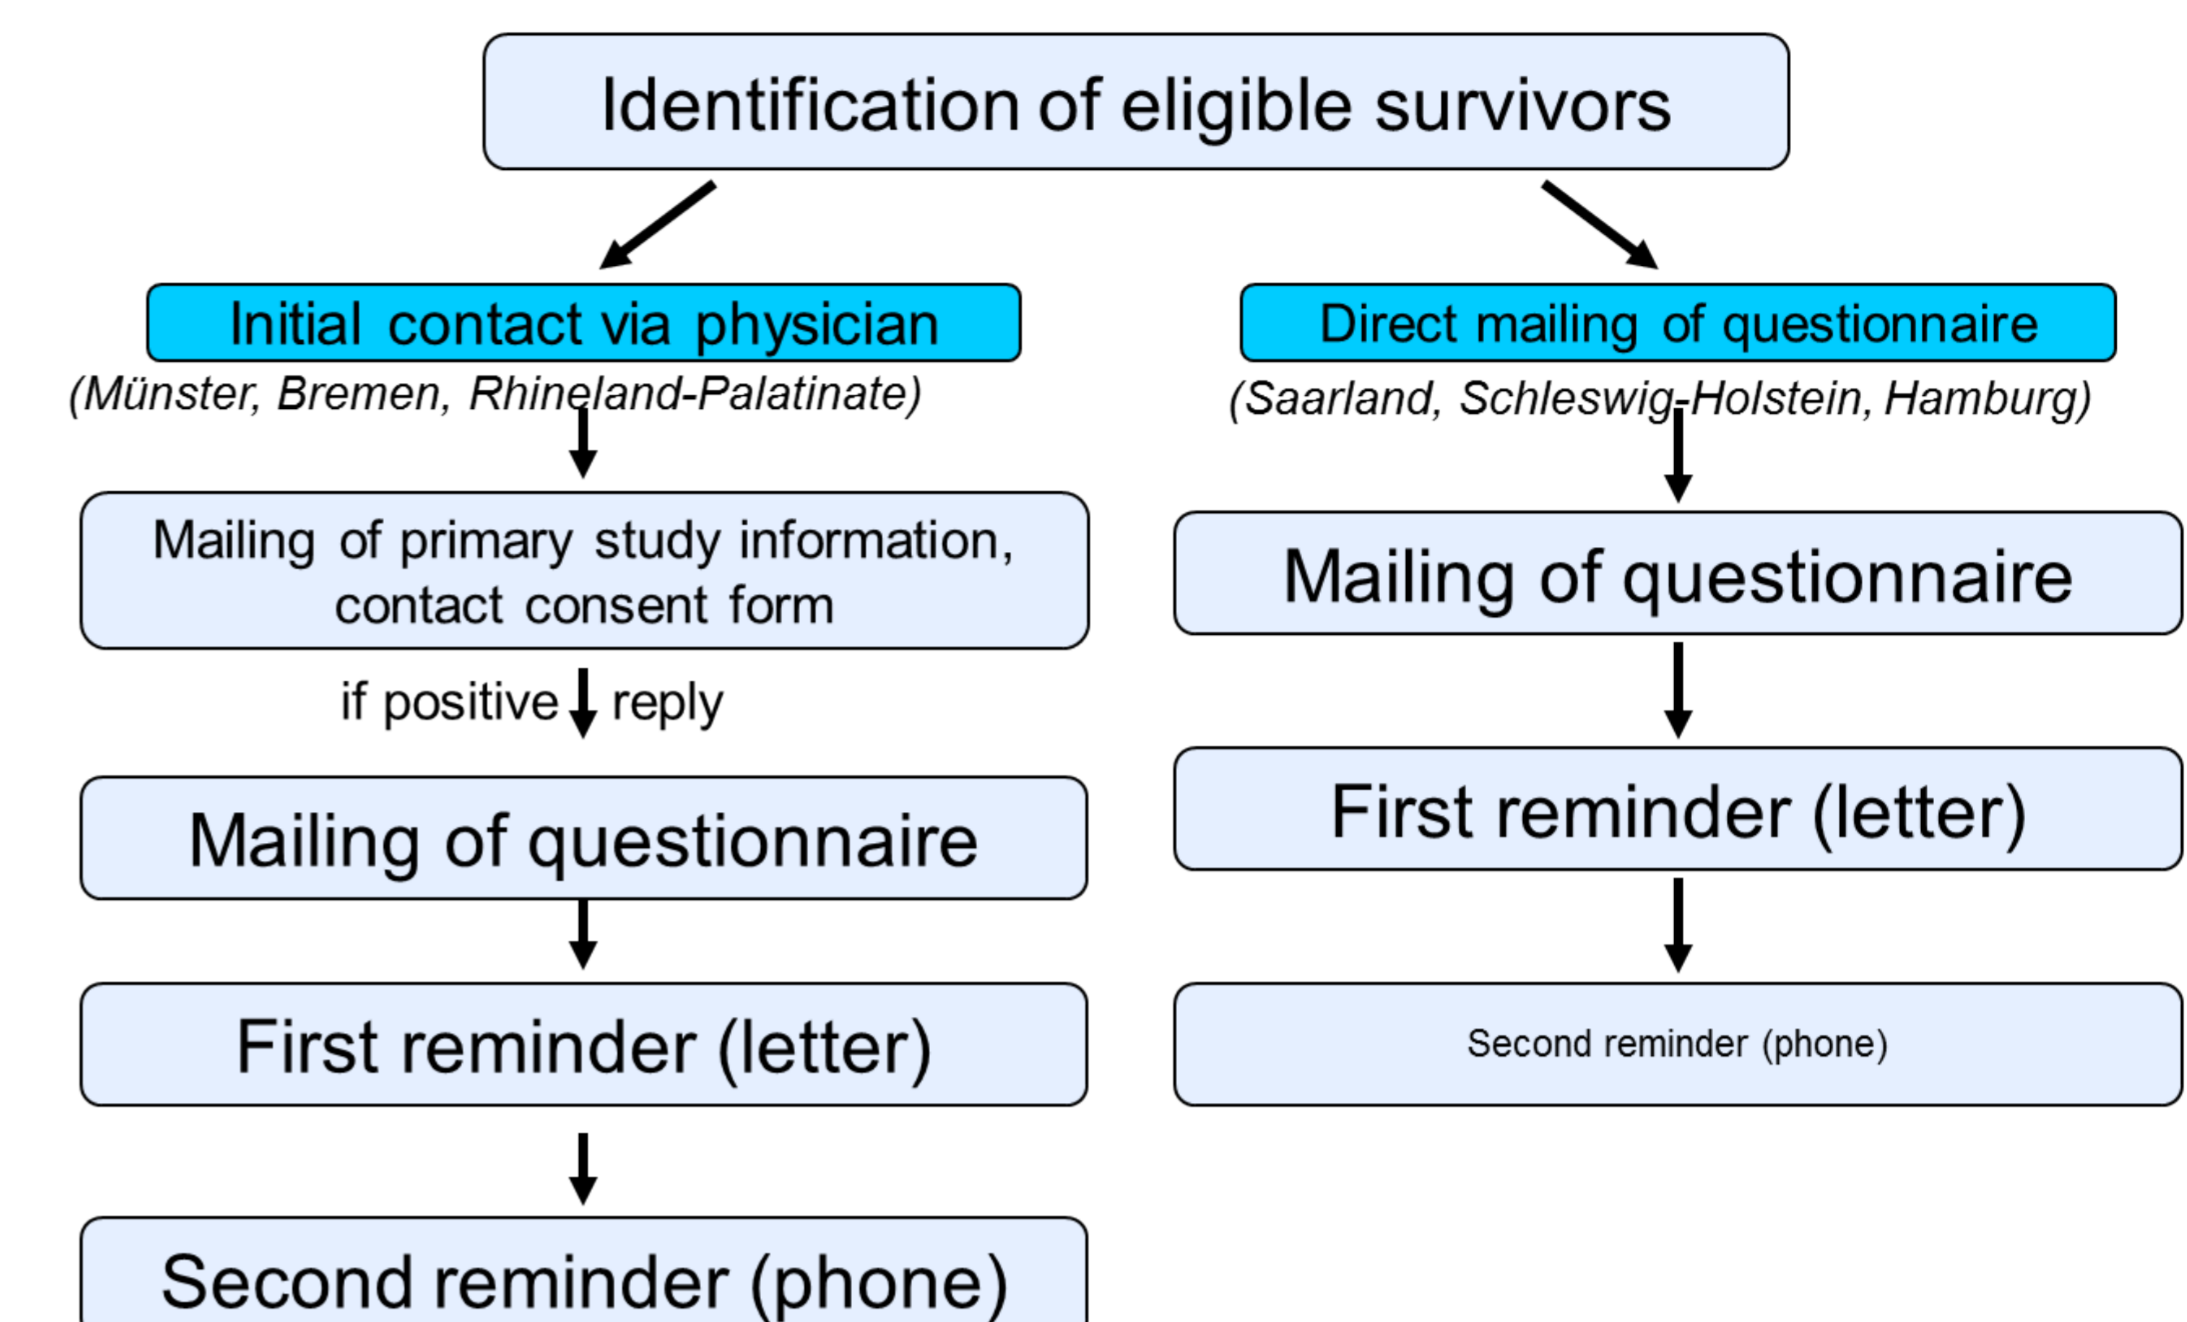 Identification of eligible survivors
Initial contact via physician
(Münster, Bremen, Rhineland-Palatinate)
Mailing of primary study information,
contact consent form
if positive reply
Mailing of questionnaire
First reminder (letter)
Second reminder (phone)
Direct mailing of questionnaire
(Saarland, Schleswig-Holstein, Hamburg)
Mailing of questionnaire
First reminder (letter)
Second reminder (phone)